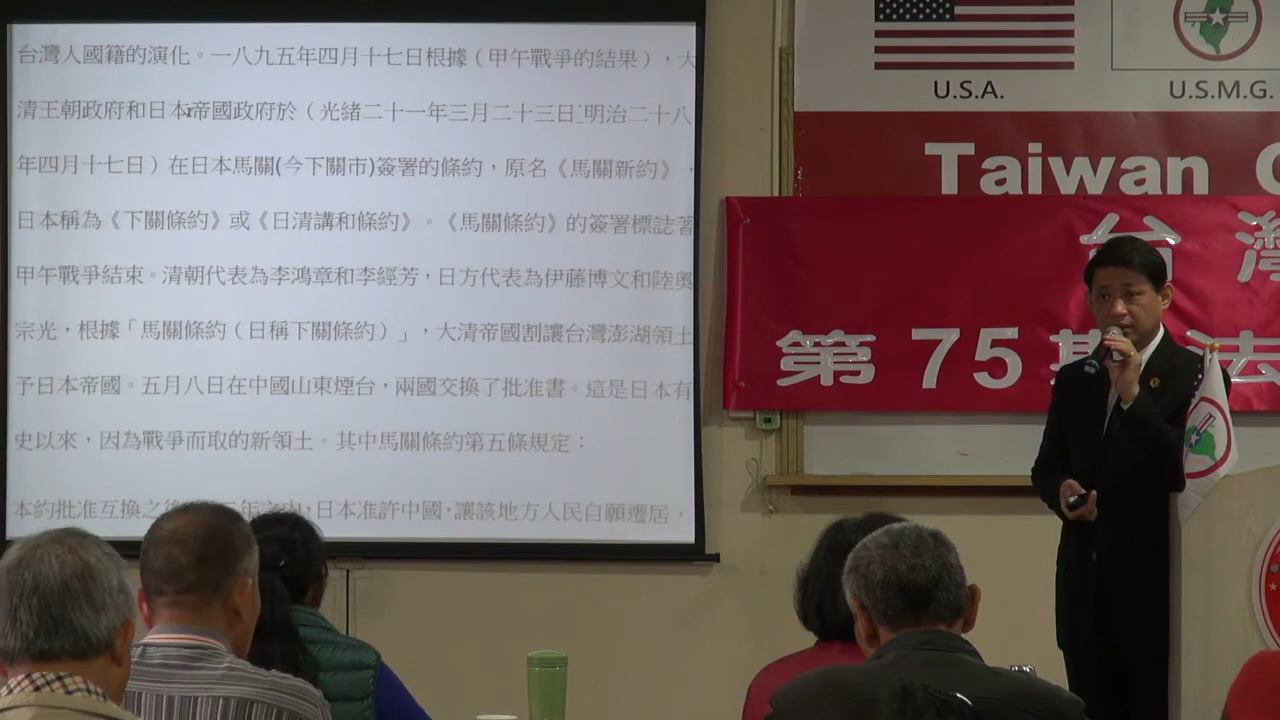 台灣人國籍的演化。一八九五年四月十七日根據（甲午戰爭的結果），大
清王朝政府和日本帝國政府於（光緒二十一年三月二十三日_明治二十八
年四月十七日）在日本馬關(今下關市)簽署的條約，原名《馬關新約》，
日本稱為《下關條約》或《日清講和條約》。《馬關條約》的簽署標誌著
甲午戰爭結束。清朝代表為李鴻章和李經芳，日方代表為伊藤博文和陸奧
宗光，根據「馬關條約（日稱下關條約）」，大清帝國割讓台灣澎湖領土
予日本帝國。五月八日在中國山東煙台，兩國交換了批准書。這是日本有
史以來，因為戰爭而取的新領土。其中馬關條約第五條規定：
本約批准互換之後 年之內，日本准許中國，讓該地方人民自願遷居，
U.S.A.
U.S.M.G.
Taiwan
台灣
第75期法